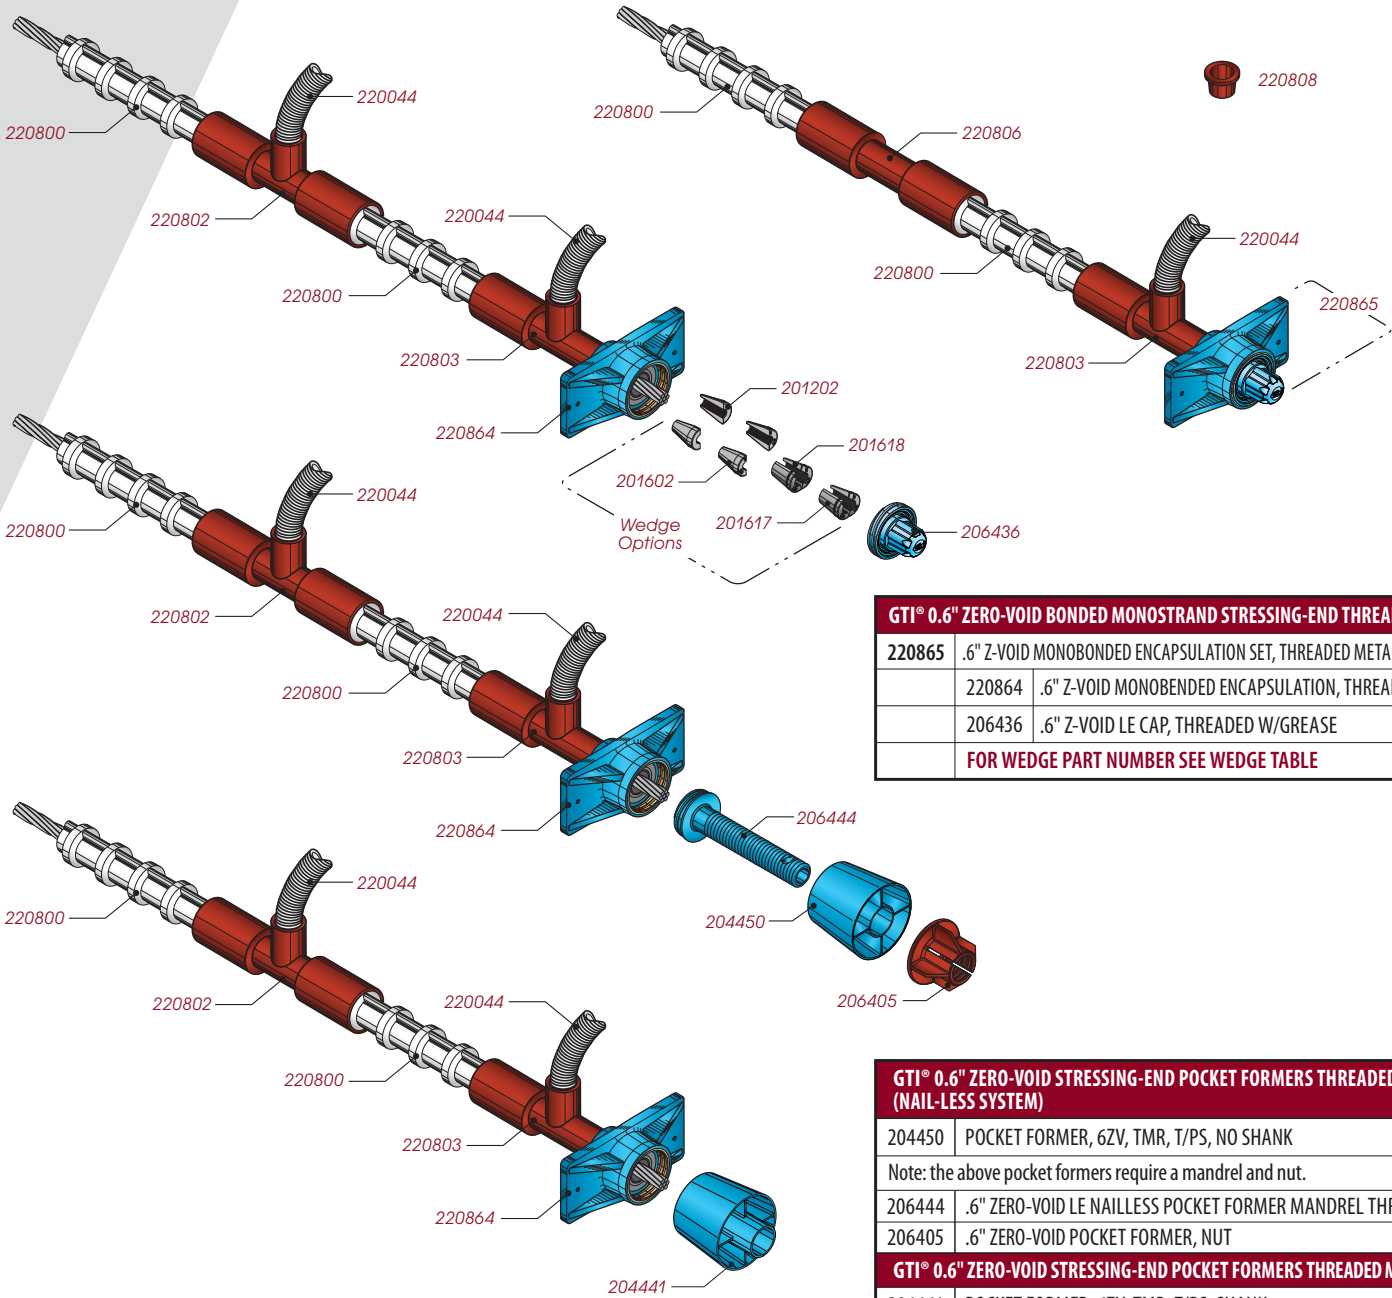 220044
220800
220802
220044
220800
220803
220864
201202
201618
201602
201617
Wedge
Options
206436
220808
220800
220806
220044
220800
220865
220803
220044
220800
220802
220044
220800
220803
220864
206444
204450
206405
220044
220800
220802
220044
220800
220803
220864
204441
GTI® 0.6" ZERO-VOID BONDED MONOSTRAND STRESSING-END
220865 .6" Z-VOID MONOBONDED ENCAPSULATION SET, THREADED
220864 .6" Z-VOID MONOBENDED ENCAPSULATION,
206436 .6" Z-VOID LE CAP, THREADED W/GREASE
FOR WEDGE PART NUMBER SEE WEDGE TABLE
GTI® 0.6" ZERO-VOID STRESSING-END POCKET FORMERS THREADED
(NAIL-LESS SYSTEM)
204450 POCKET FORMER, 6ZV, TMR, T/PS, NO SHANK
Note: the above pocket formers require a mandrel and nut.
206444 .6" ZERO-VOID LE NAILLESS POCKET FORMER MANDREL
206405 .6" ZERO-VOID POCKET FORMER, NUT
GTI® 0.6" ZERO-VOID STRESSING-END POCKET FORMERS THREADED